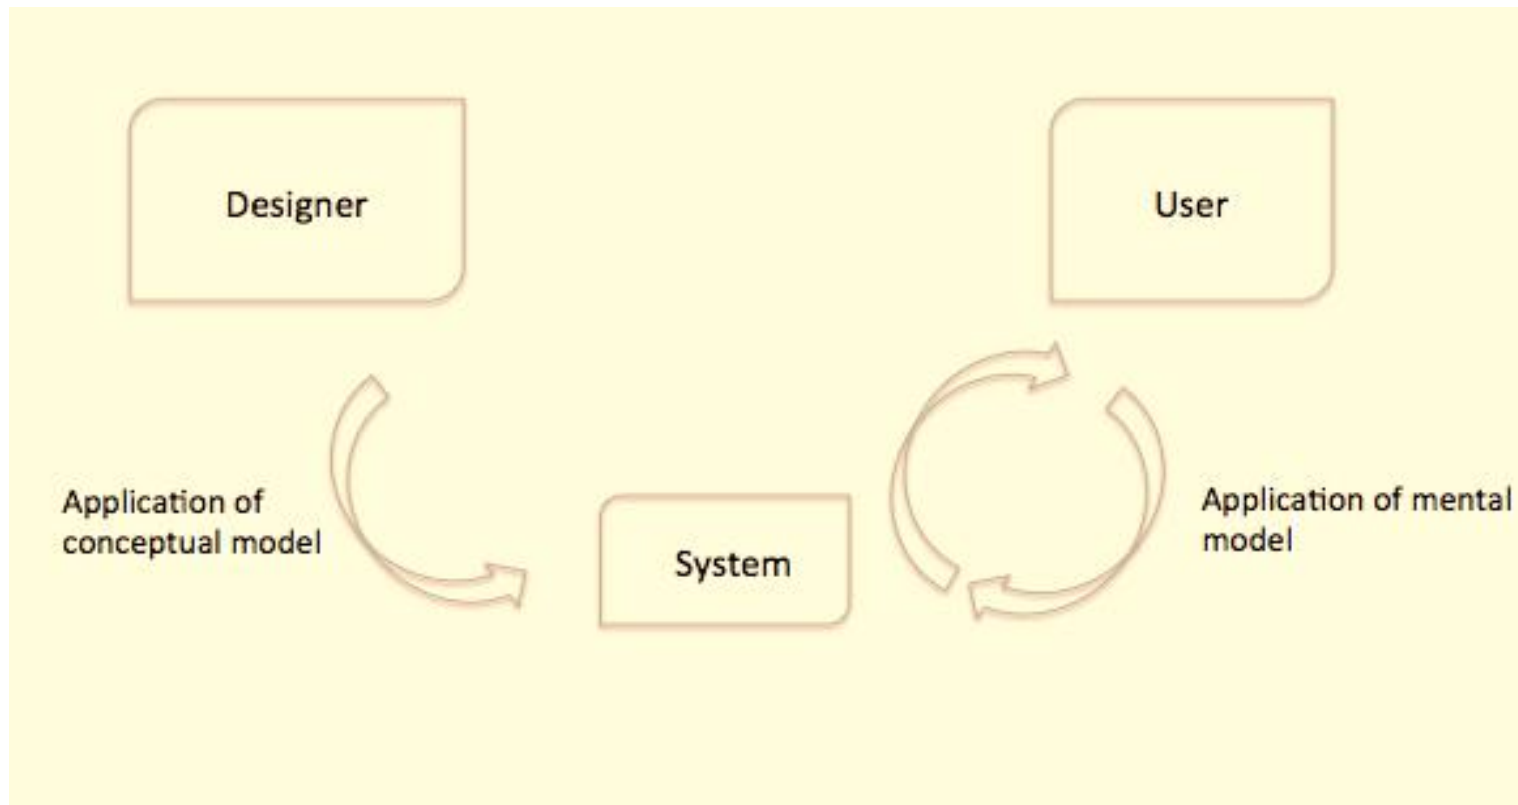 Designer
User
Application of
conceptual model
System
Application of mental
model